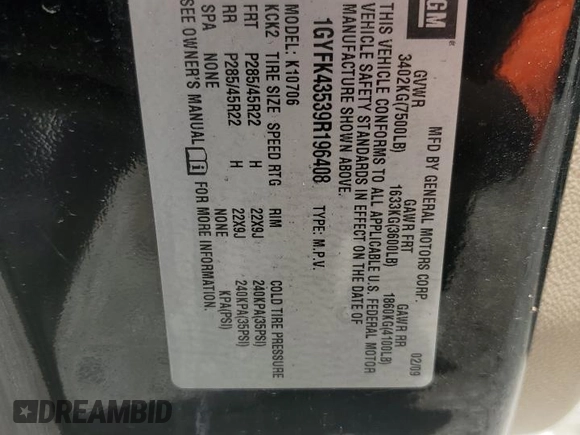 GM
®
MFD BY GENERAL MOTORS CORP. 02/09
GVWR GAWR FRT GAWR RR
3402KG(7500LB) 1633KG(3600LB) 1860KG(4100LB)
THIS VEHICLE CONFORMS TO ALL APPLICABLE U.S. FEDERAL MOTOR
VEHICLE SAFETY STANDARDS IN EFFECT ON THE DATE OF
MANUFACTURE SHOWN ABOVE.
1GYFK43539R196408 TYPE: M.P.V.
MODEL: K10706
KCK2 TIRE SIZE SPEED RTG RIM COLD TIRE PRESSURE
FRT P285/45R22 H 22X9J 240KPA(35PSI)
RR P285/45R22 H 22X9J 240KPA(35PSI)
SPA NONE NONE KPA(PSI)
SEE OWNER'S MANUAL FOR MORE INFORMATION.
DREAMBID